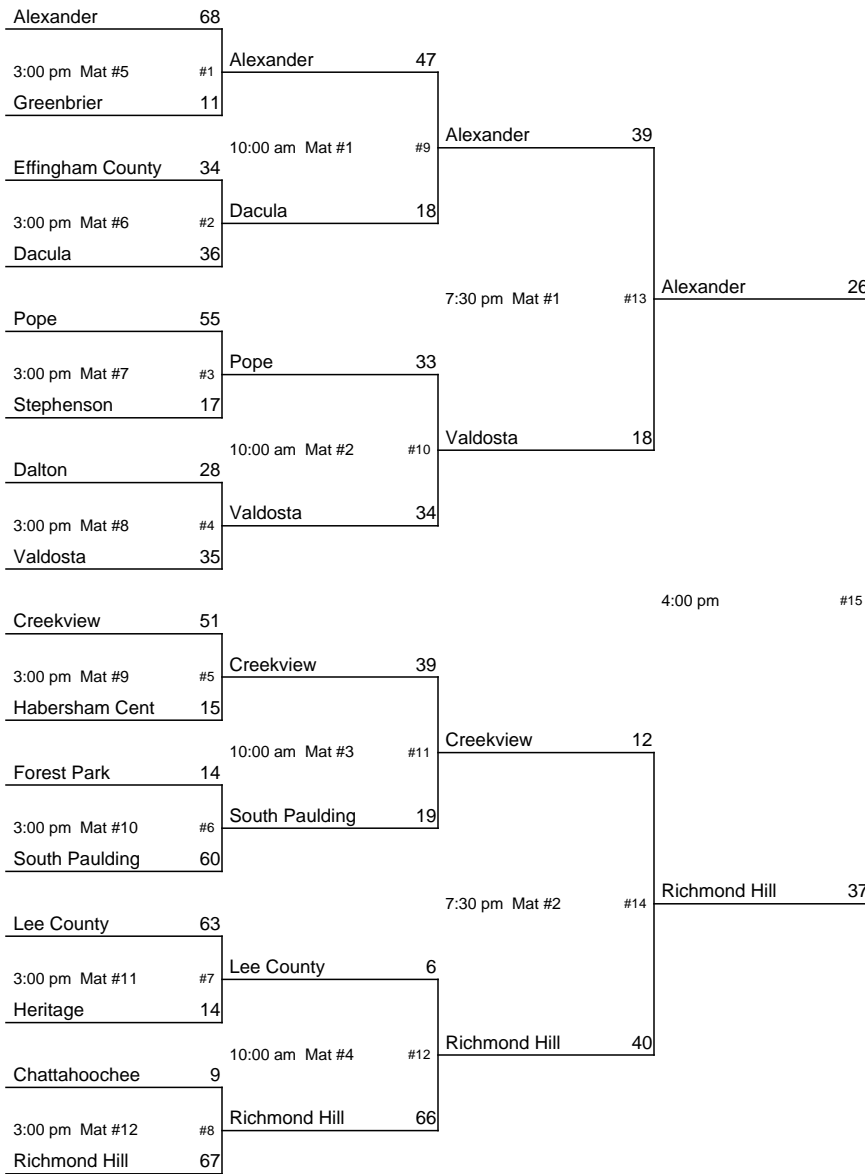 Alexander 68
Alexander 47
3:00 pm Mat #5 #1
Greenbrier 11
Alexander 39
10:00 am Mat #1 #9
Effingham County 34
Dacula 18
3:00 pm Mat #6 #2
Dacula 36
Alexander 26
7:30 pm Mat #1 #13
Pope 55
Pope 33
3:00 pm Mat #7 #3
Stephenson 17
Valdosta 18
10:00 am Mat #2 #10
Dalton 28
Valdosta 34
3:00 pm Mat #8 #4
Valdosta 35
4:00 pm #15
Creekview 51
Creekview 39
3:00 pm Mat #9 #5
Habersham Cent 15
Creekview 12
10:00 am Mat #3 #11
Forest Park 14
South Paulding 19
3:00 pm Mat #10 #6
South Paulding 60
Richmond Hill 37
7:30 pm Mat #2 #14
Lee County 63
Lee County 6
3:00 pm Mat #11 #7
Heritage 14
Richmond Hill 40
10:00 am Mat #4 #12
Chattahoochee 9
Richmond Hill 66
3:00 pm Mat #12 #8
Richmond Hill 67